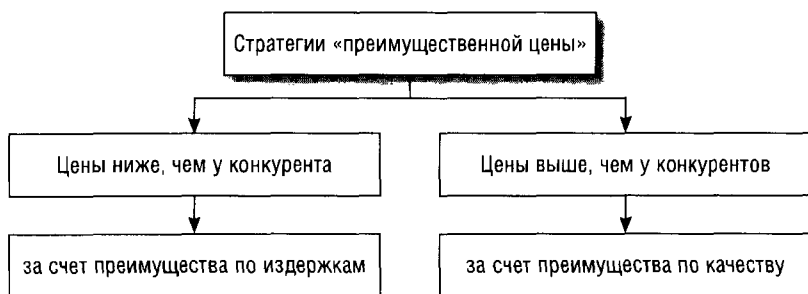 Стратегии «преимущественной цены»
Цены ниже, чем у конкурента
Цены выше, чем у конкурентов
за счет преимущества по издержкам
за счет преимущества по качеству